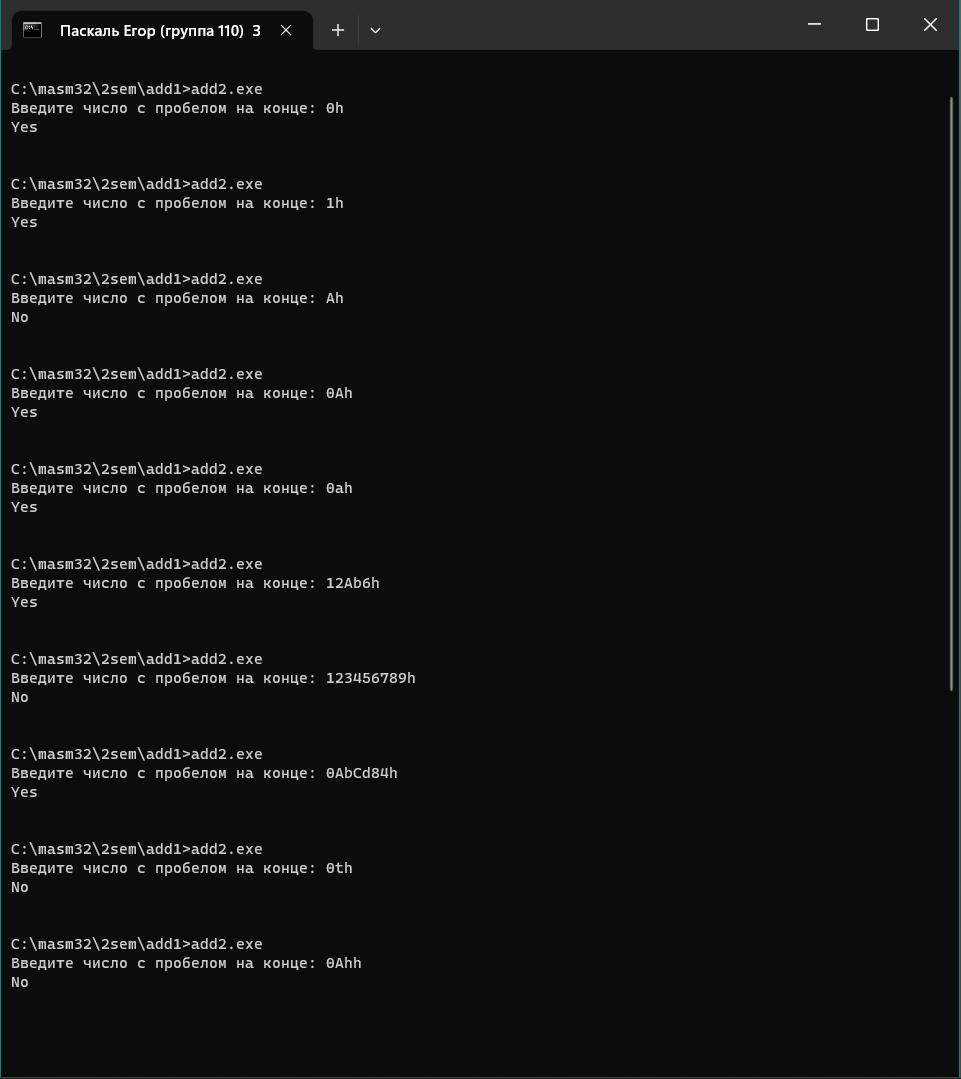 Паскаль Егор (группа 110) 3
C:\masm32\2sem\add1>add2.exe
Введите число с пробелом на конце: 0h
Yes
C:\masm32\2sem\add1>add2.exe
Введите число с пробелом на конце: 1h
Yes
C:\masm32\2sem\add1>add2.exe
Введите число с пробелом на конце: Ah
No
C:\masm32\2sem\add1>add2.exe
Введите число с пробелом на конце: 0Ah
Yes
C:\masm32\2sem\add1>add2.exe
Введите число с пробелом на конце: 0ah
Yes
C:\masm32\2sem\add1>add2.exe
Введите число с пробелом на конце: 12Ab6h
Yes
C:\masm32\2sem\add1>add2.exe
Введите число с пробелом на конце: 123456789h
No
C:\masm32\2sem\add1>add2.exe
Введите число с пробелом на конце: 0AbCd84h
Yes
C:\masm32\2sem\add1>add2.exe
Введите число с пробелом на конце: 0th
No
C:\masm32\2sem\add1>add2.exe
Введите число с пробелом на конце: 0Ahh
No